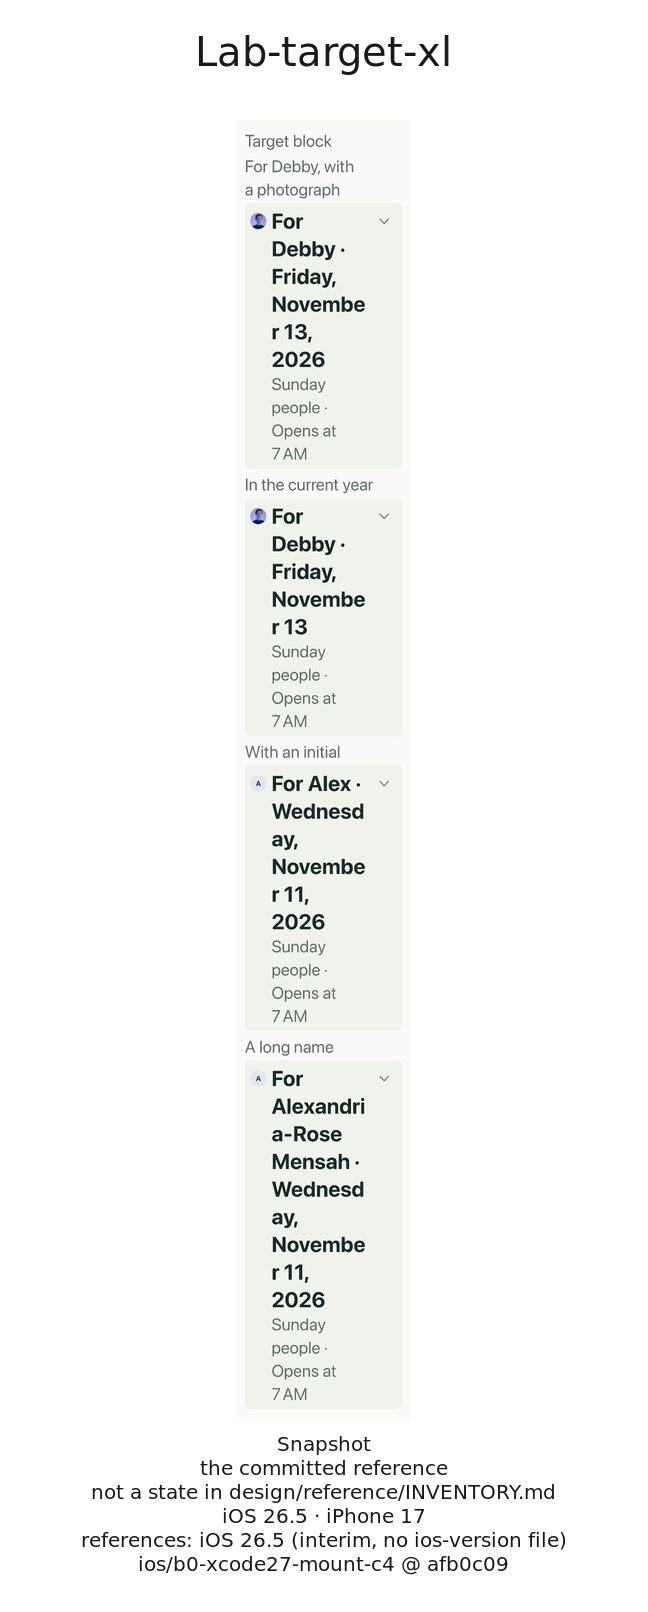 Lab-target-xl
Target block
For Debby, with
a photograph
For
Debby ·
Friday,
Novembe
r 13,
2026
Sunday
people ·
Opens at
7 AM
In the current year
For
Debby ·
Friday,
Novembe
r 13
Sunday
people ·
Opens at
7 AM
With an initial
A For Alex ·
Wednesd
ay,
Novembe
r 11,
2026
Sunday
people ·
Opens at
7 AM
A long name
A For
Alexandri
a-Rose
Mensah ·
Wednesd
ay,
Novembe
r 11,
2026
Sunday
people ·
Opens at
7 AM
Snapshot
the committed reference
not a state in design/reference/INVENTORY.md
iOS 26.5 · iPhone 17
references: iOS 26.5 (interim, no ios-version file)
ios/b0-xcode27-mount-c4 @ afb0c09